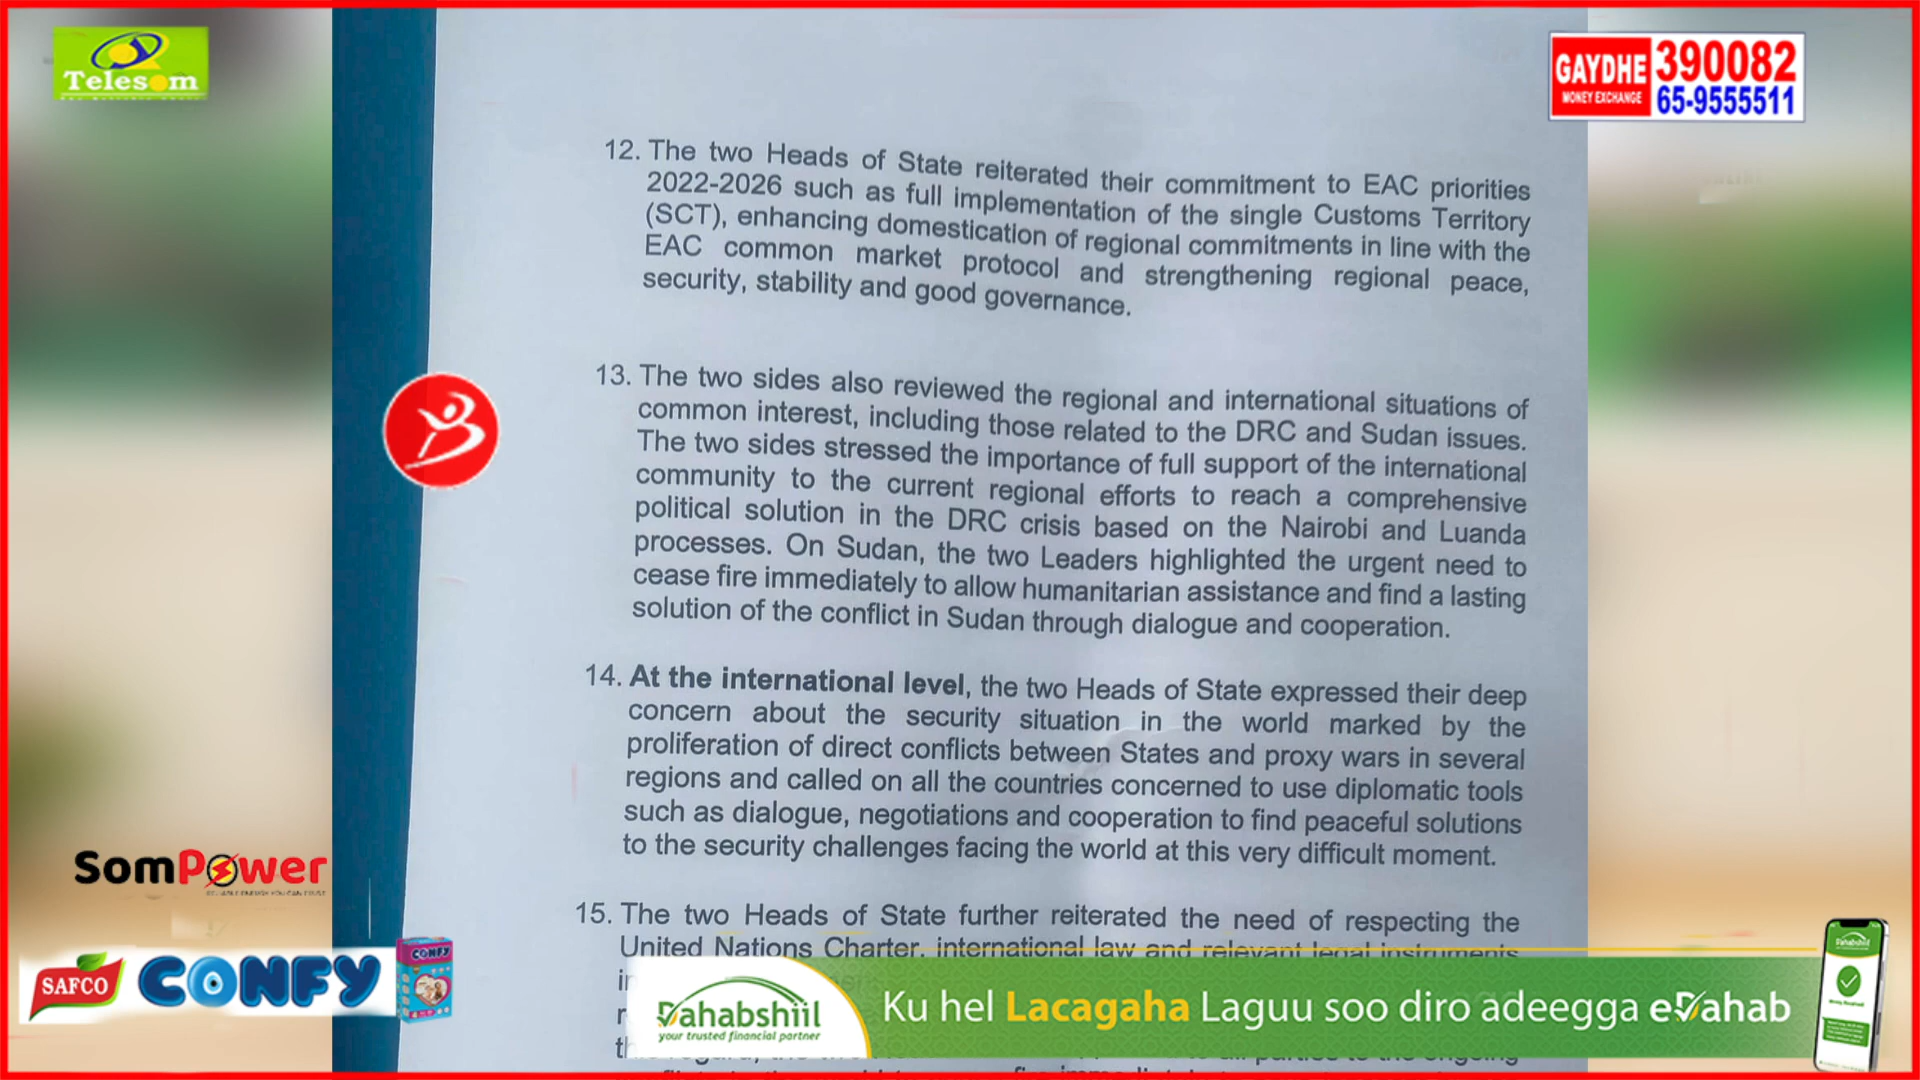 Telesom
GAYDHE
MONEY EXCHANGE
390082
65-9555511
12. The two Heads of State reiterated their commitment to EAC priorities
2022-2026 such as full implementation of the single Customs Territory
(SCT), enhancing domestication of regional commitments in line with the
EAC common market protocol and strengthening regional peace,
security, stability and good governance.
13. The two sides also reviewed the regional and international situations of
common interest, including those related to the DRC and Sudan issues.
The two sides stressed the importance of full support of the international
community to the current regional efforts to reach a comprehensive
political solution in the DRC crisis based on the Nairobi and Luanda
processes. On Sudan, the two Leaders highlighted the urgent need to
cease fire immediately to allow humanitarian assistance and find a lasting
solution of the conflict in Sudan through dialogue and cooperation.
14. At the international level, the two Heads of State expressed their deep
concern about the security situation in the world marked by the
proliferation of direct conflicts between States and proxy wars in several
regions and called on all the countries concerned to use diplomatic tools
such as dialogue, negotiations and cooperation to find peaceful solutions
to the security challenges facing the world at this very difficult moment.
15. The two Heads of State further reiterated the need of respecting the
United Nations Charter, international law and relevant legal instruments
SomPower
SAFCO
CONFY
CONFY
Dahabshiil
your trusted financial partner
Ku hel Lacagaha Laguu soo diro adeegga eDahab
Dahabshiil